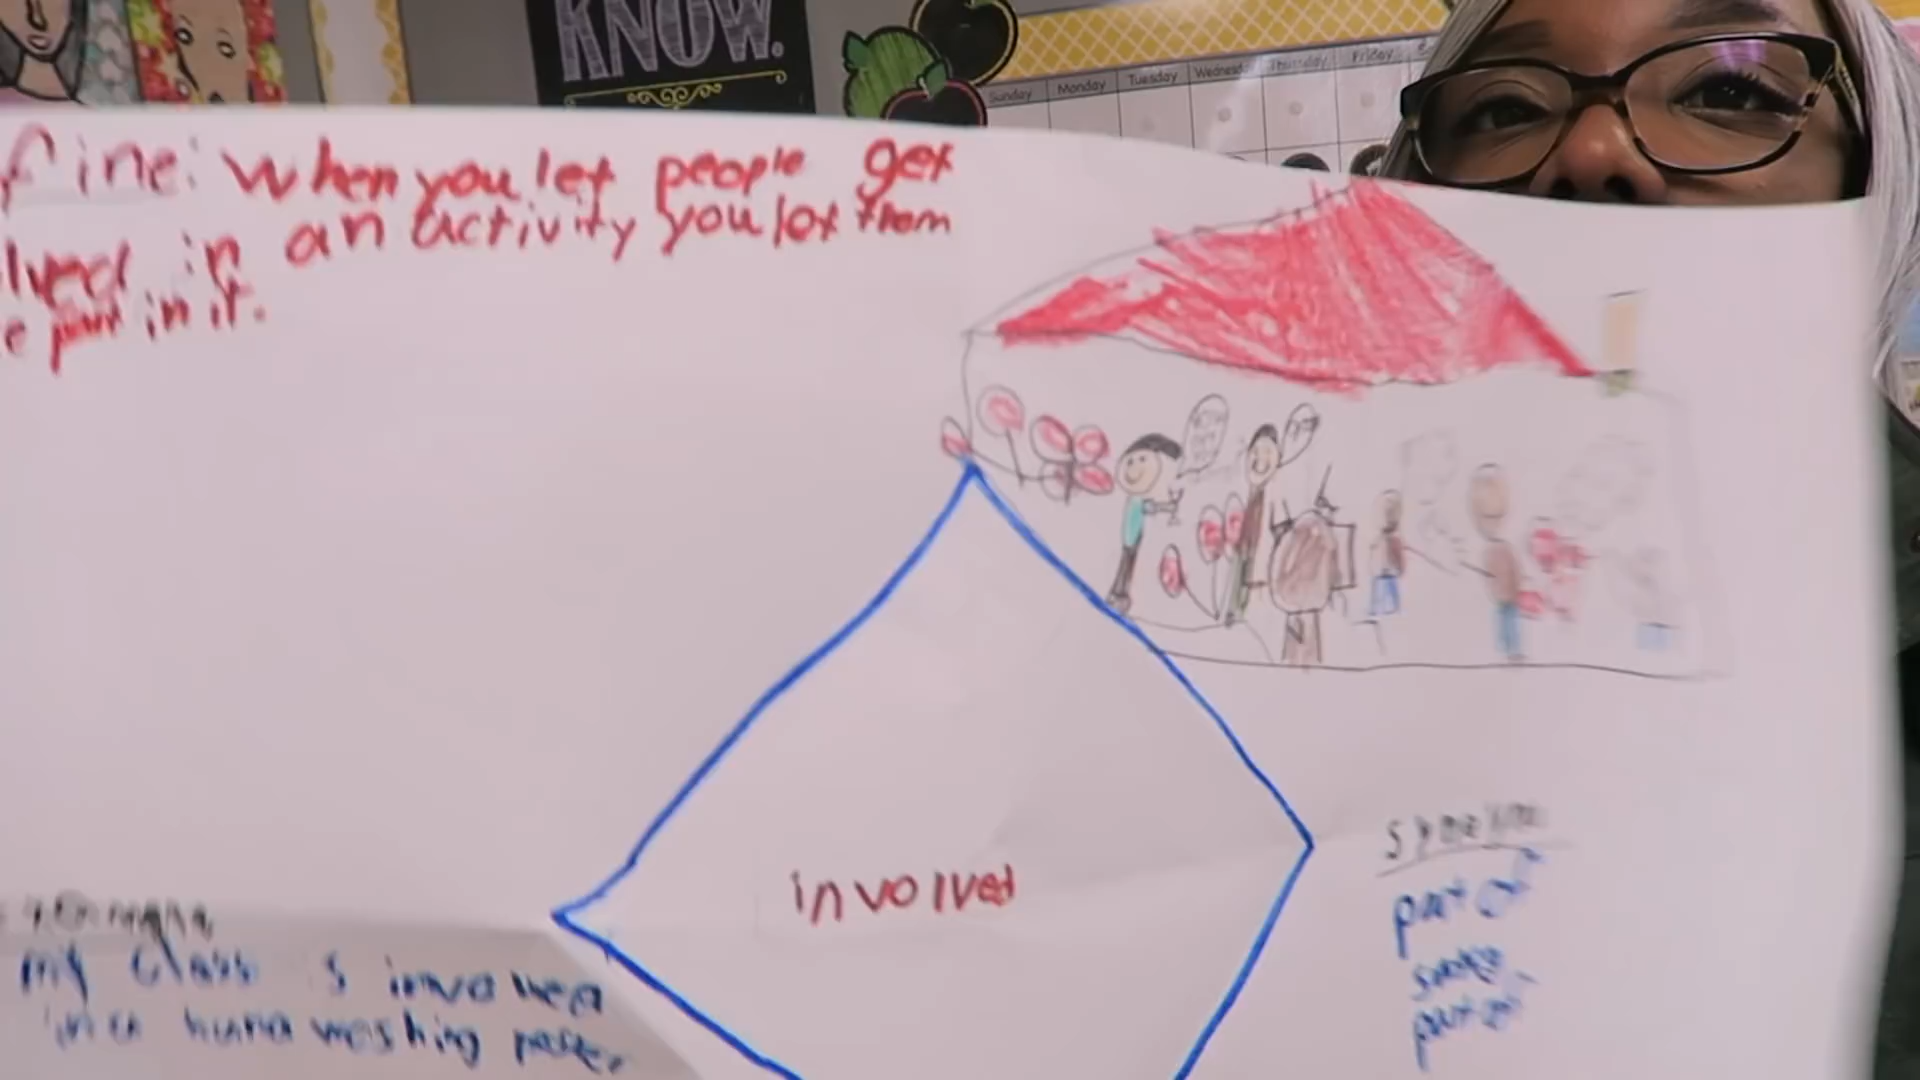 KNOW.
Sunday Monday Tuesday Wednesday Thursday Friday
fine: When you let people get
lved in an activity you let them
e part in it.
involved
part of
my class is involved
in a hand washing poster